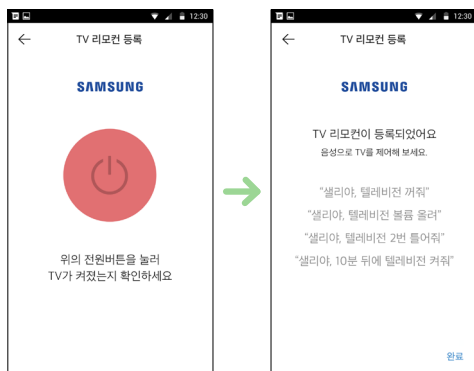 12:30
TV 리모컨 등록
SAMSUNG
위의 전원버튼을 눌러
TV가 켜졌는지 확인하세요
12:30
TV 리모컨 등록
SAMSUNG
TV 리모컨이 등록되었어요
음성으로 TV를 제어해 보세요.
"샐리야, 텔레비전 꺼줘"
"샐리야, 텔레비전 볼륨 올려"
"샐리야, 텔레비전 2번 틀어줘"
"샐리야, 10분 뒤에 텔레비전 켜줘"
완료